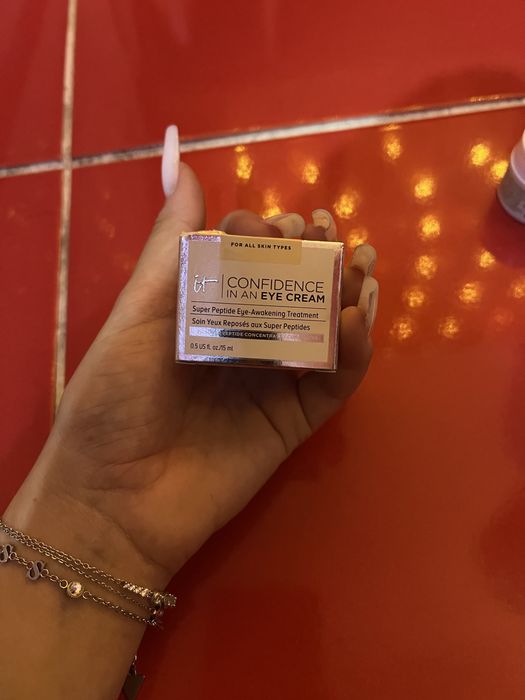 FOR ALL SKIN TYPES
it
CONFIDENCE
IN AN EYE CREAM
Super Peptide Eye-Awakening Treatment
Soin Yeux Reposés aux Super Peptides
PEPTIDE
0.5 US fl. oz./15 ml